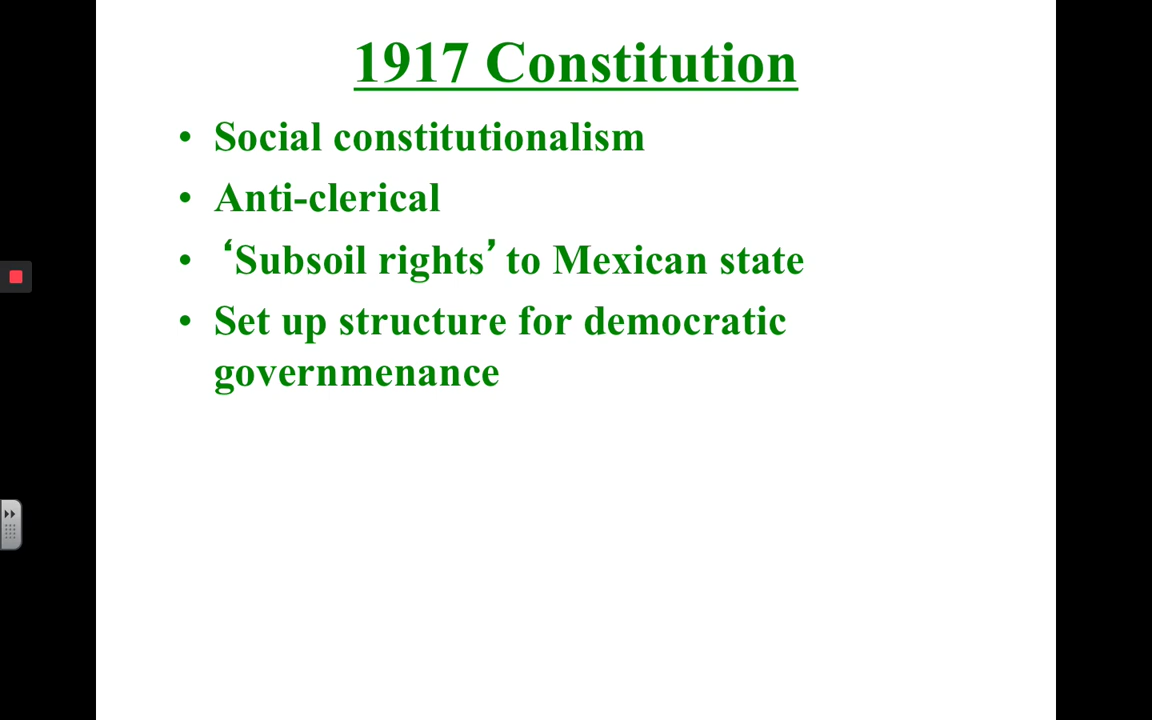 1917 Constitution
• Social constitutionalism
• Anti-clerical
• ‘Subsoil rights’ to Mexican state
• Set up structure for democratic
governmenance